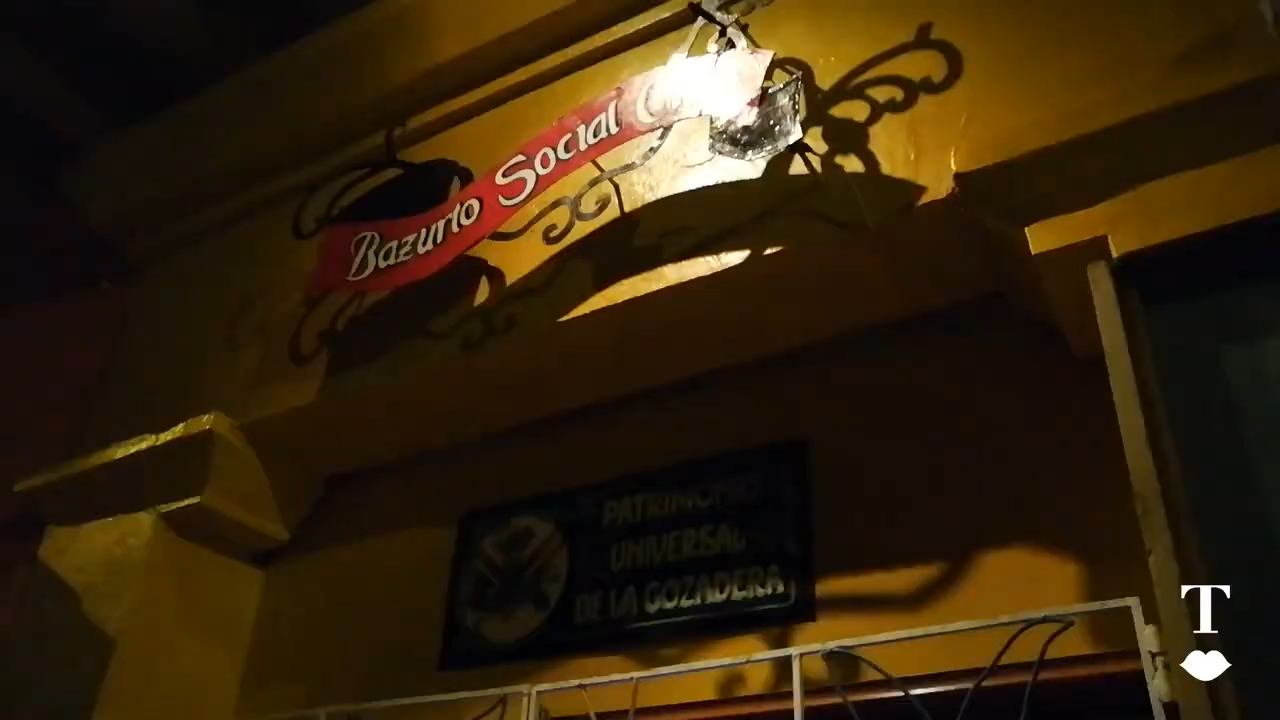 Bazurto Social
PATRIMONIO
UNIVERSAL
DE LA GOZADERA
T